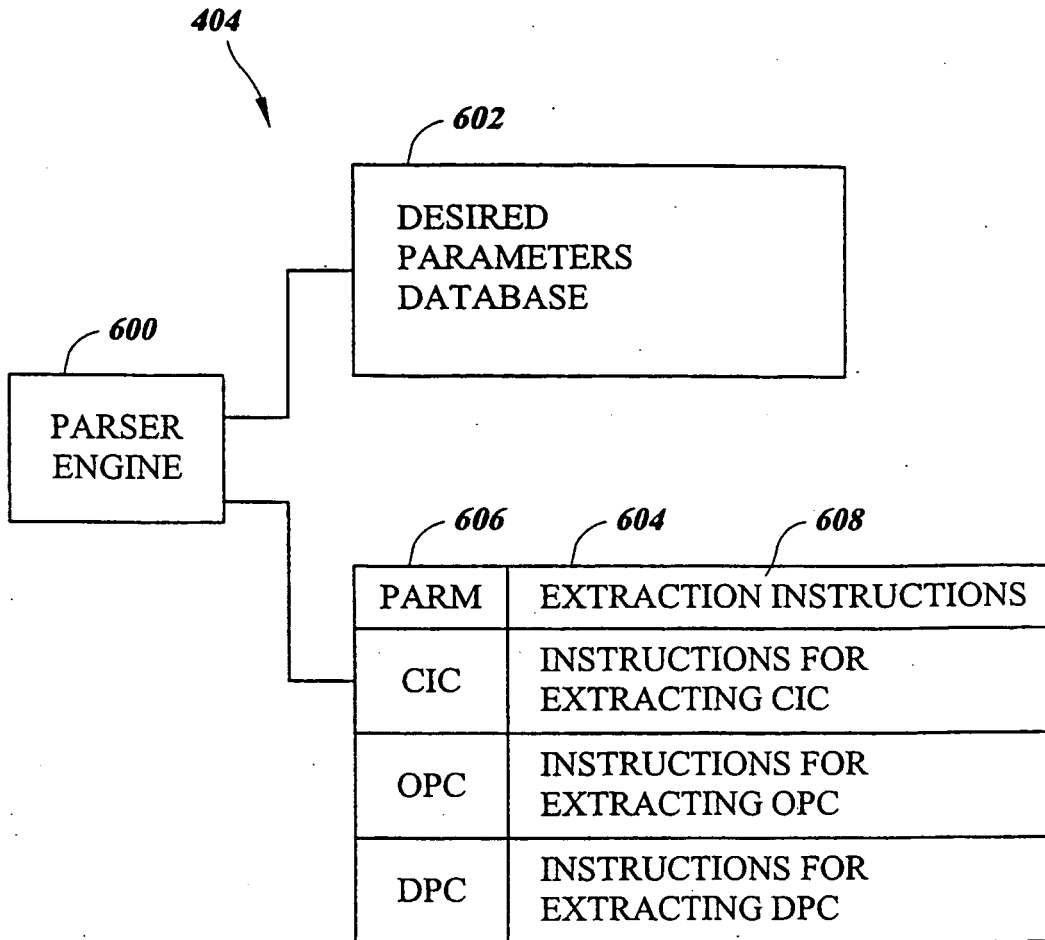 404
602
DESIRED
PARAMETERS
DATABASE
600
PARSER
ENGINE
606
604
608
PARM
EXTRACTION INSTRUCTIONS
CIC
INSTRUCTIONS FOR
EXTRACTING CIC
OPC
INSTRUCTIONS FOR
EXTRACTING OPC
DPC
INSTRUCTIONS FOR
EXTRACTING DPC